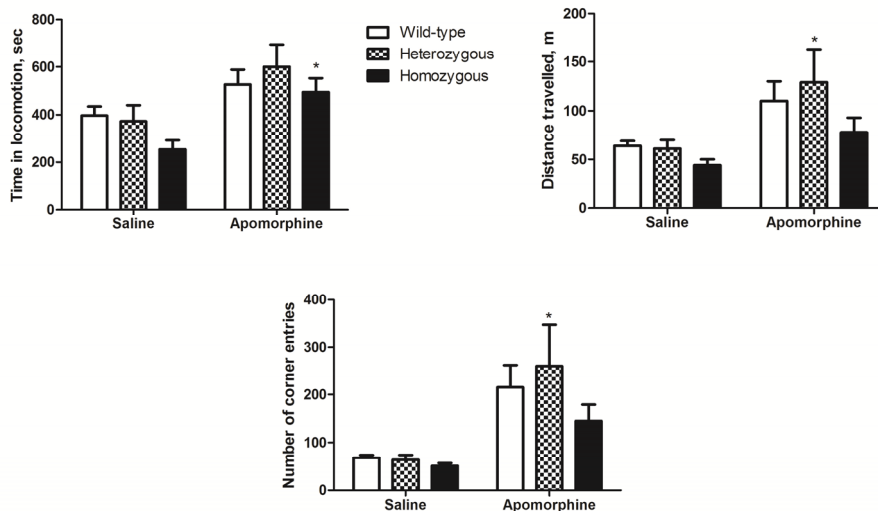 Time in locomotion, sec
800
600
400
200
0
*
Saline
Apomorphine
Wild-type
Heterozygous
Homozygous
Distance travelled, m
200
150
100
50
0
*
Saline
Apomorphine
Number of corner entries
400
300
200
100
0
*
Saline
Apomorphine